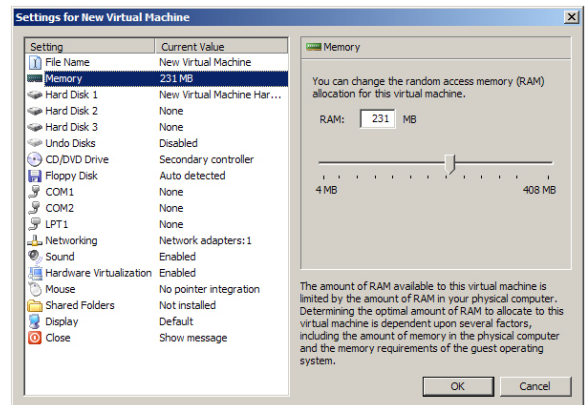 Settings for New Virtual Machine
Setting Current Value
File Name New Virtual Machine
Memory 231 MB
Hard Disk 1 New Virtual Machine Har...
Hard Disk 2 None
Hard Disk 3 None
Undo Disks Disabled
CD/DVD Drive Secondary controller
Floppy Disk Auto detected
COM1 None
COM2 None
LPT1 None
Networking Network adapters:1
Sound Enabled
Hardware Virtualization Enabled
Mouse No pointer integration
Shared Folders Not installed
Display Default
Close Show message
Memory
You can change the random access memory (RAM)
allocation for this virtual machine.
RAM: 231 MB
4 MB 408 MB
The amount of RAM available to this virtual machine is
limited by the amount of RAM in your physical computer.
Determining the optimal amount of RAM to allocate to this
virtual machine is dependent upon several factors,
including the amount of memory in the physical computer
and the memory requirements of the guest operating
system.
OK Cancel